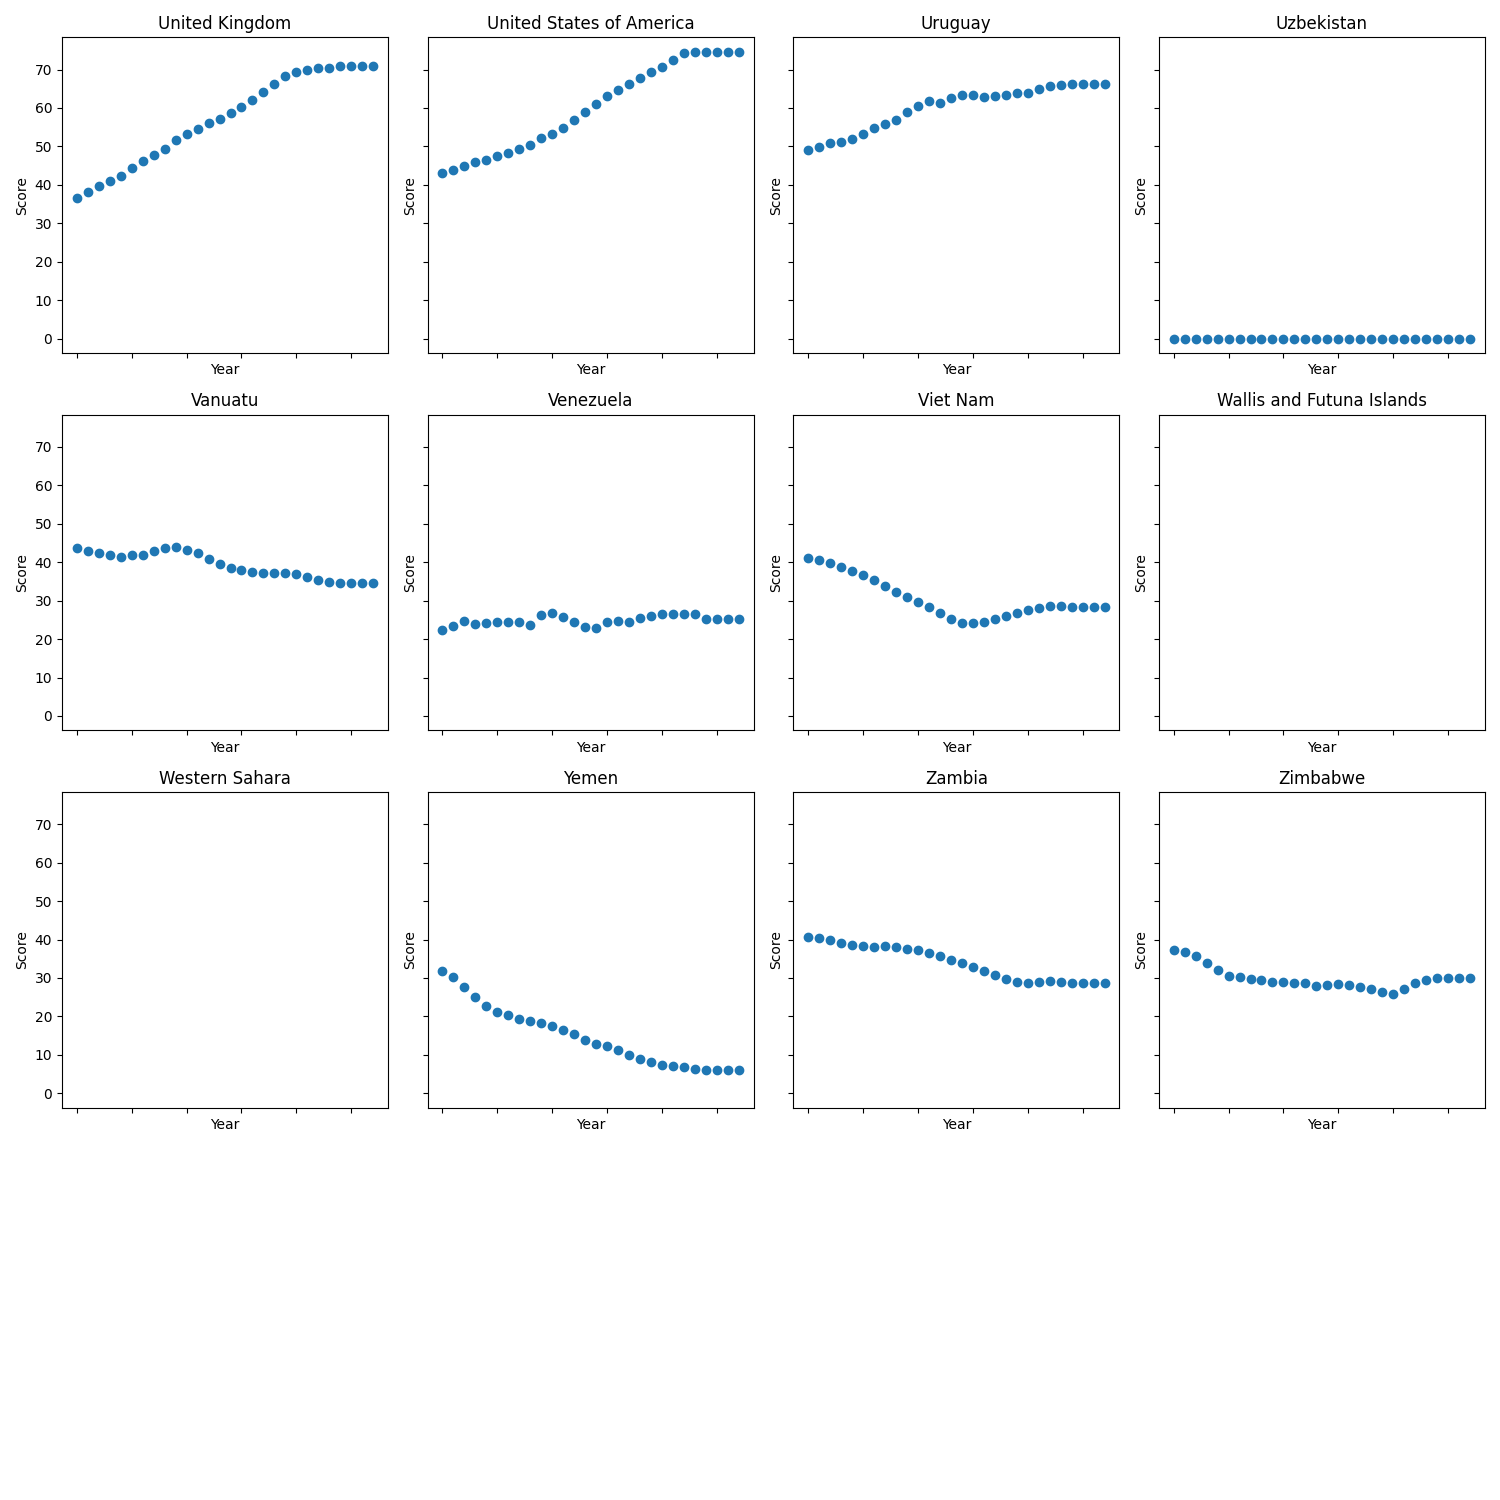 United Kingdom
United States of America
Uruguay
Uzbekistan
70
60
50
40
30
20
10
0
Score
Score
Score
Score
Year
Year
Year
Year
Vanuatu
Venezuela
Viet Nam
Wallis and Futuna Islands
70
60
50
40
30
20
10
0
Score
Score
Score
Score
Year
Year
Year
Year
Western Sahara
Yemen
Zambia
Zimbabwe
70
60
50
40
30
20
10
0
Score
Score
Score
Score
Year
Year
Year
Year